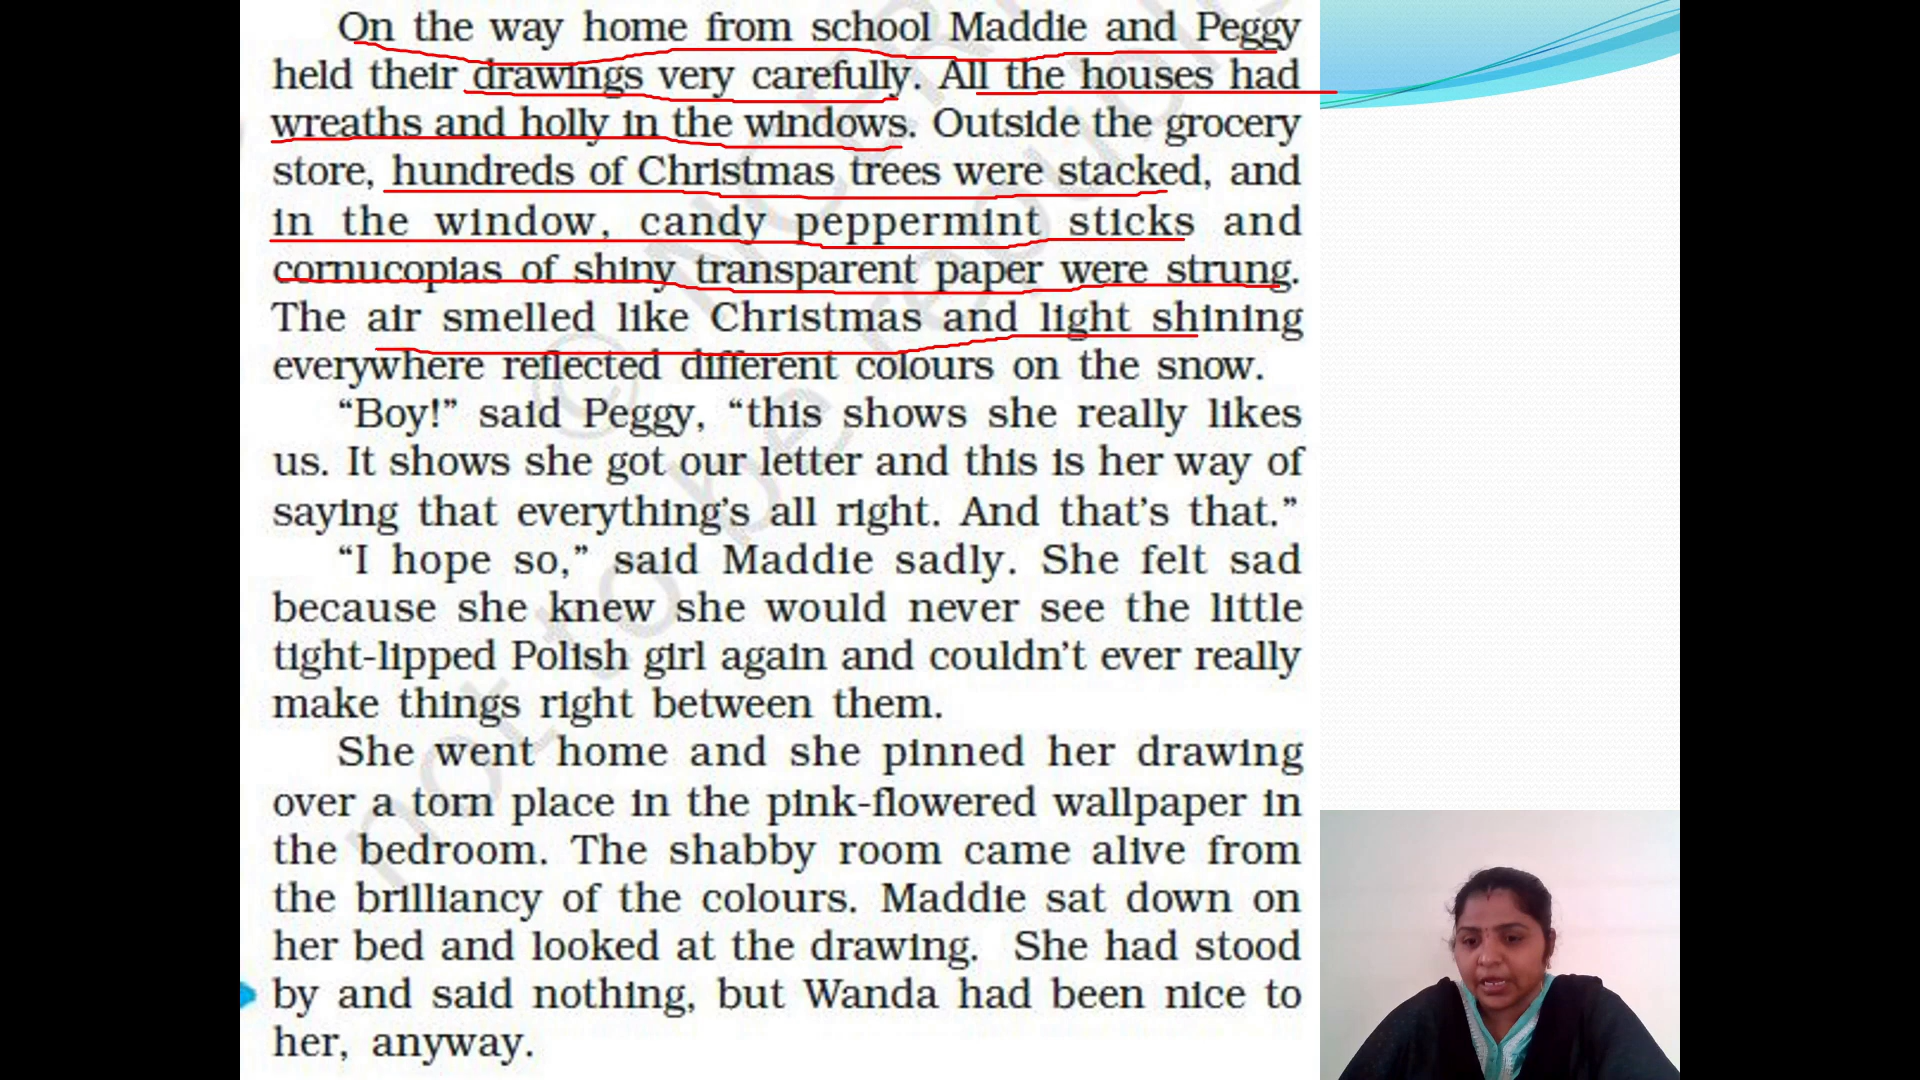 On the way home from school Maddie and Peggy
held their drawings very carefully. All the houses had
wreaths and holly in the windows. Outside the grocery
store, hundreds of Christmas trees were stacked, and
in the window, candy peppermint sticks and
cornucopias of shiny transparent paper were strung.
The air smelled like Christmas and light shining
everywhere reflected different colours on the snow.
“Boy!” said Peggy, “this shows she really likes
us. It shows she got our letter and this is her way of
saying that everything’s all right. And that’s that.”
“I hope so,” said Maddie sadly. She felt sad
because she knew she would never see the little
tight-lipped Polish girl again and couldn’t ever really
make things right between them.
She went home and she pinned her drawing
over a torn place in the pink-flowered wallpaper in
the bedroom. The shabby room came alive from
the brilliancy of the colours. Maddie sat down on
her bed and looked at the drawing. She had stood
by and said nothing, but Wanda had been nice to
her, anyway.
not to be republ
© NCER